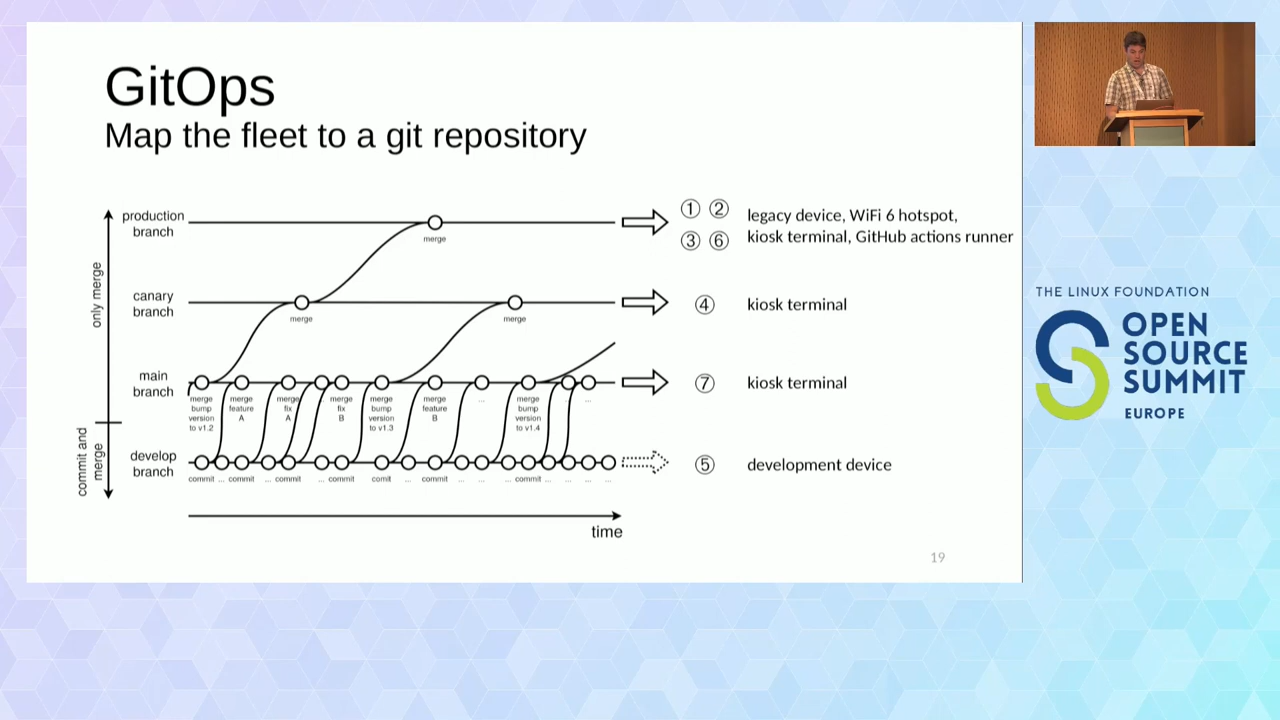 GitOps
Map the fleet to a git repository
only merge
commit and
merge
production
branch
merge
① ②
③ ⑥
legacy device, WiFi 6 hotspot,
kiosk terminal, GitHub actions runner
canary
branch
merge
merge
④
kiosk terminal
main
branch
merge
bump
version
to v1.2
merge
feature
A
merge
fix
A
merge
fix
B
merge
bump
version
to v1.3
merge
feature
B
...
merge
bump
version
to v1.4
...
⑦
kiosk terminal
develop
branch
commit ... commit ... commit ... commit comit ... commit ... ... ... commit ... ... ... ...
⑤
development device
time
19
THE LINUX FOUNDATION
OPEN
SOURCE
SUMMIT
EUROPE